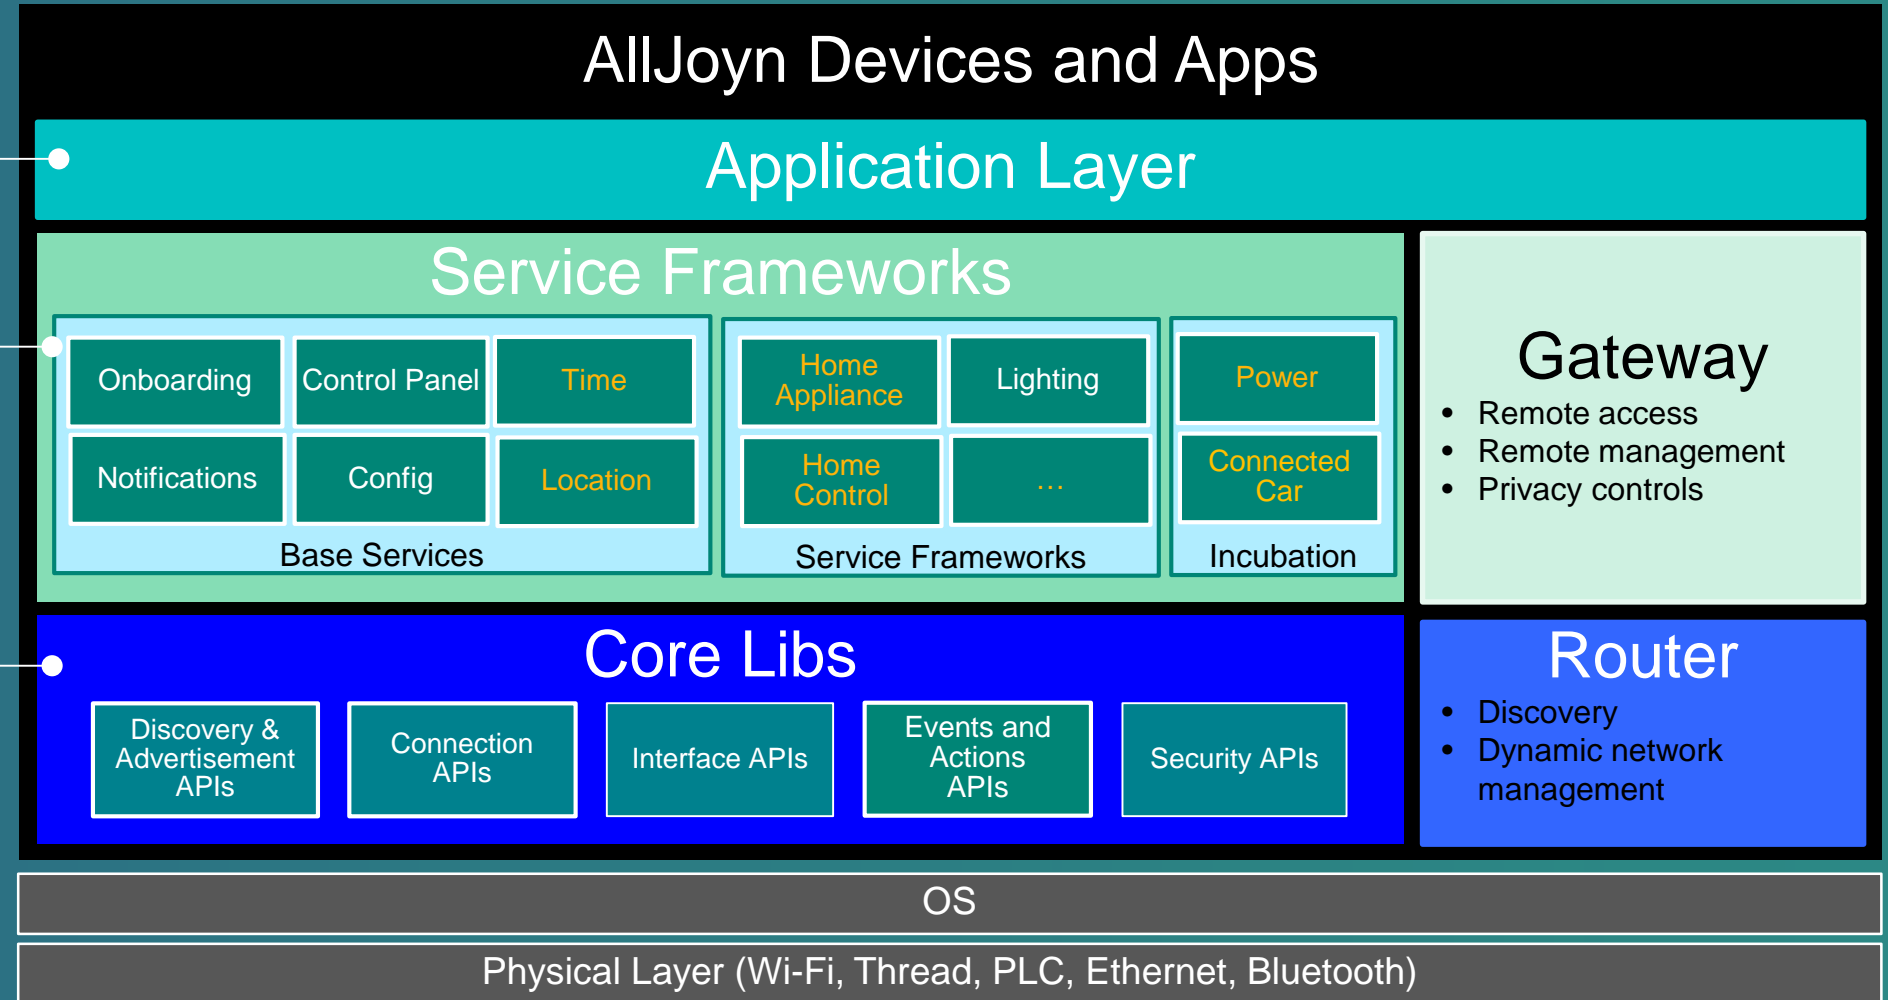 AllJoyn Devices and Apps
Application Layer
Service Frameworks
Onboarding
Control Panel
Time
Notifications
Config
Location
Base Services
Home
Appliance
Lighting
Home
Control
…
Service Frameworks
Power
Connected
Car
Incubation
Gateway
• Remote access
• Remote management
• Privacy controls
Core Libs
Discovery &
Advertisement
APIs
Connection
APIs
Interface APIs
Events and
Actions
APIs
Security APIs
Router
• Discovery
• Dynamic network
management
OS
Physical Layer (Wi-Fi, Thread, PLC, Ethernet, Bluetooth)